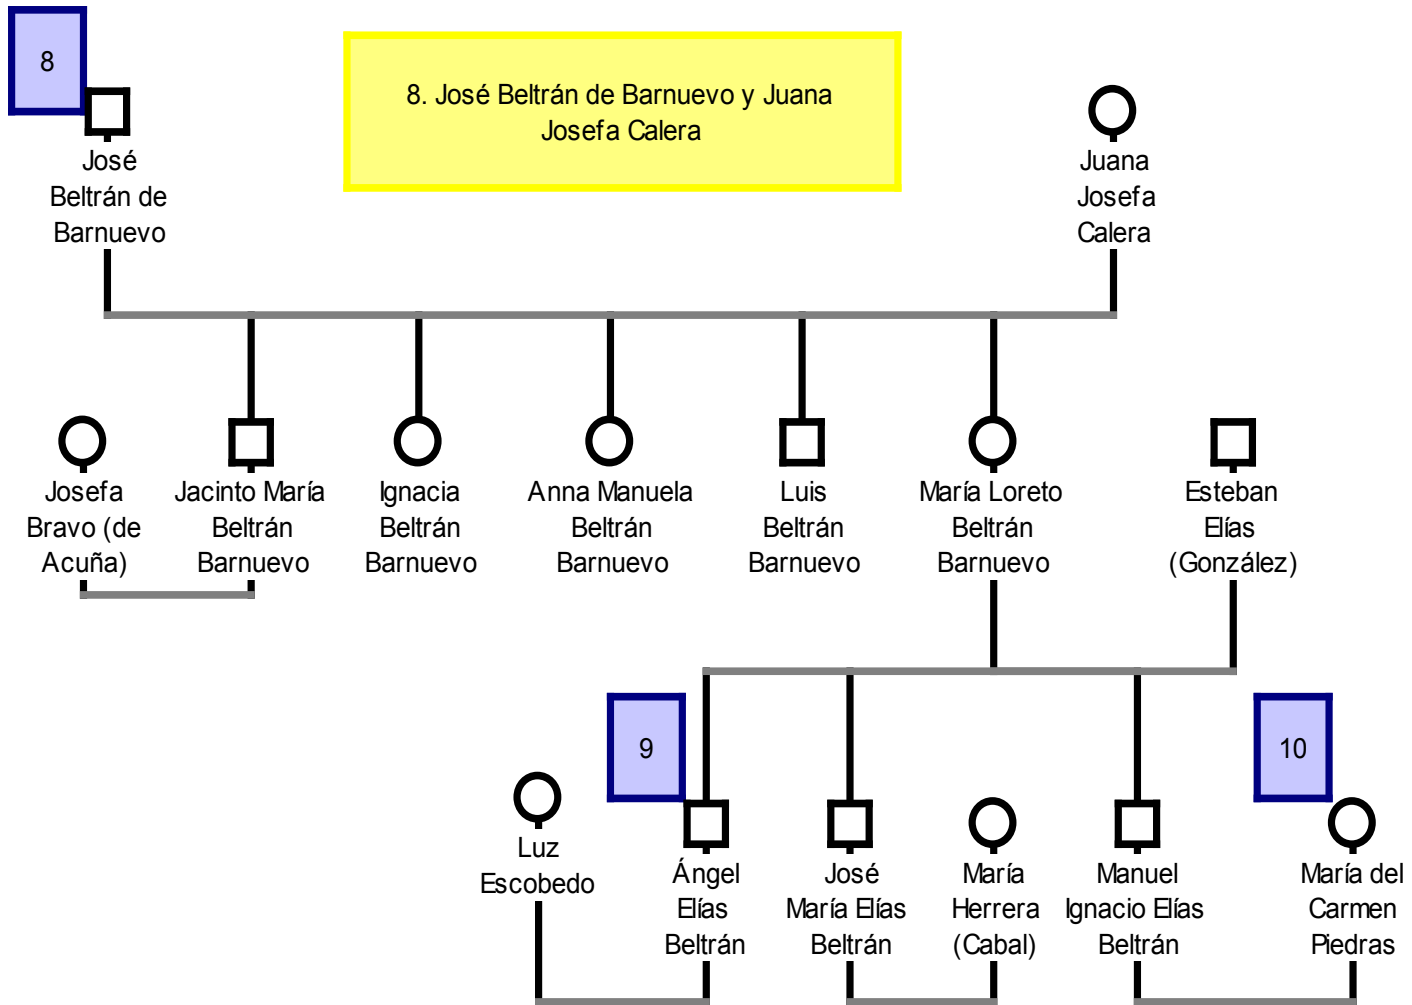 8
8. José Beltrán de Barnuevo y Juana
Josefa Calera
José
Beltrán de
Barnuevo
Juana
Josefa
Calera
Josefa
Bravo (de
Acuña)
Jacinto María
Beltrán
Barnuevo
Ignacia
Beltrán
Barnuevo
Anna Manuela
Beltrán
Barnuevo
Luis
Beltrán
Barnuevo
María Loreto
Beltrán
Barnuevo
Esteban
Elías
(González)
9
10
Luz
Escobedo
Ángel
Elías
Beltrán
José
María Elías
Beltrán
María
Herrera
(Cabal)
Manuel
Ignacio Elías
Beltrán
María del
Carmen
Piedras